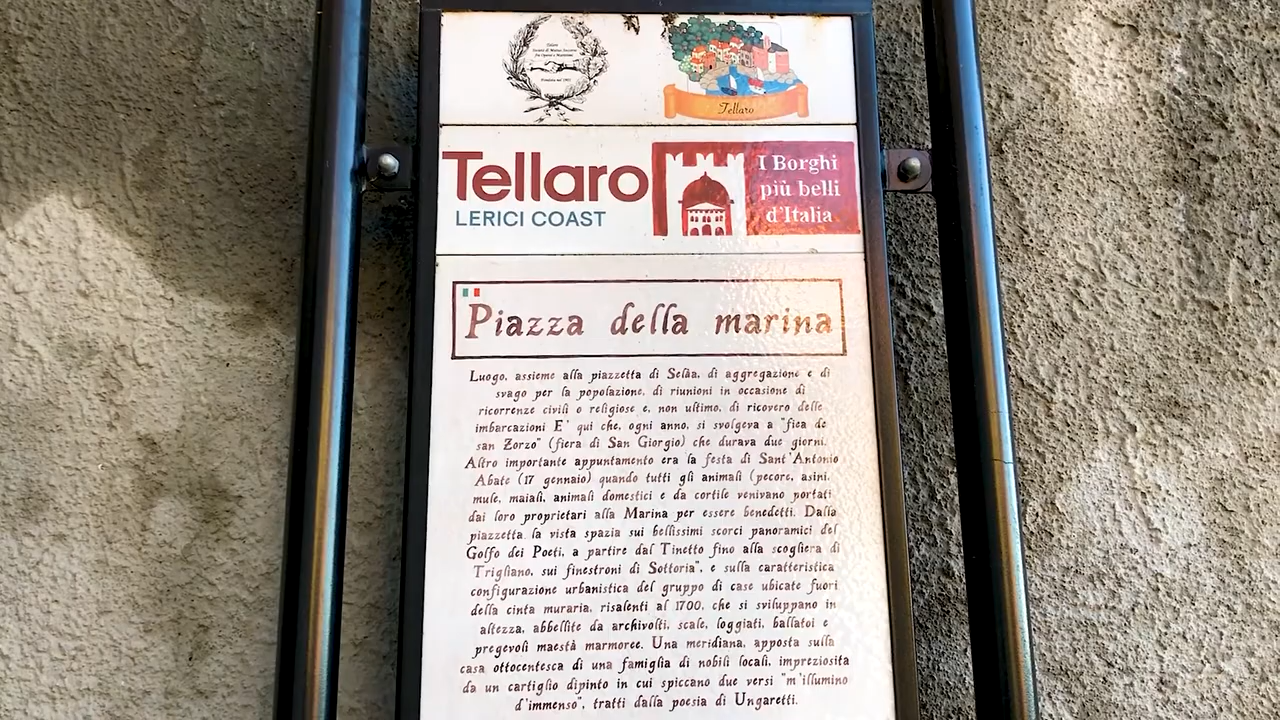 Tellaro
Società di Mutuo Soccorso
fra Operai e Marinai
Tellaro
Tellaro
LERICI COAST
I Borghi
più belli
d'Italia
Piazza della marina
Luogo, assieme alla piazzetta di Selàa, di aggregazione e di
svago per la popolazione, di riunioni in occasione di
ricorrenze civili o religiose e, non ultimo, di ricovero delle
imbarcazioni E' qui che, ogni anno, si svolgeva a "fiea de
san Zorzo" (fiera di San Giorgio) che durava due giorni.
Altro importante appuntamento era la festa di Sant'Antonio
Abate (17 gennaio) quando tutti gli animali (pecore, asini,
mule, maiali, animali domestici e da cortile venivano portati
dai loro proprietari alla Marina per essere benedetti. Dalla
piazzetta la vista spazia sui bellissimi scorci panoramici del
Golfo dei Poeti, a partire dal Tinetto fino alla scogliera di
Trigliano, sui finestroni di Sottoria", e sulla caratteristica
configurazione urbanistica del gruppo di case ubicate fuori
della cinta muraria, risalenti al 1700, che si sviluppano in
altezza, abbellite da archivolti, scale, loggiati, ballatoi e
pregevoli maestà marmoree. Una meridiana, apposta sulla
casa ottocentesca di una famiglia di nobili locali, impreziosita
da un cartiglio dipinto in cui spiccano due versi "m'illumino
d'immenso", tratti dalla poesia di Ungaretti.